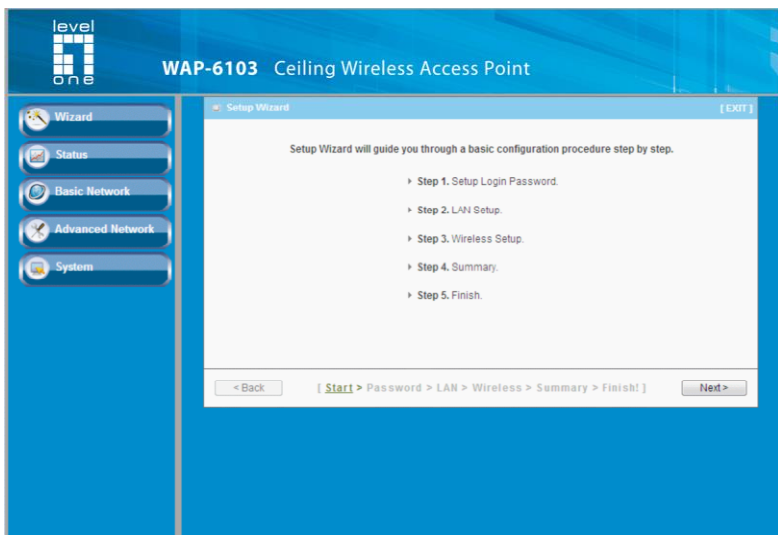 level
one
WAP-6103 Ceiling Wireless Access Point
Wizard
Status
Basic Network
Advanced Network
System
Setup Wizard [ EXIT ]
Setup Wizard will guide you through a basic configuration procedure step by step.
Step 1. Setup Login Password.
Step 2. LAN Setup.
Step 3. Wireless Setup.
Step 4. Summary.
Step 5. Finish.
< Back [ Start > Password > LAN > Wireless > Summary > Finish! ] Next >